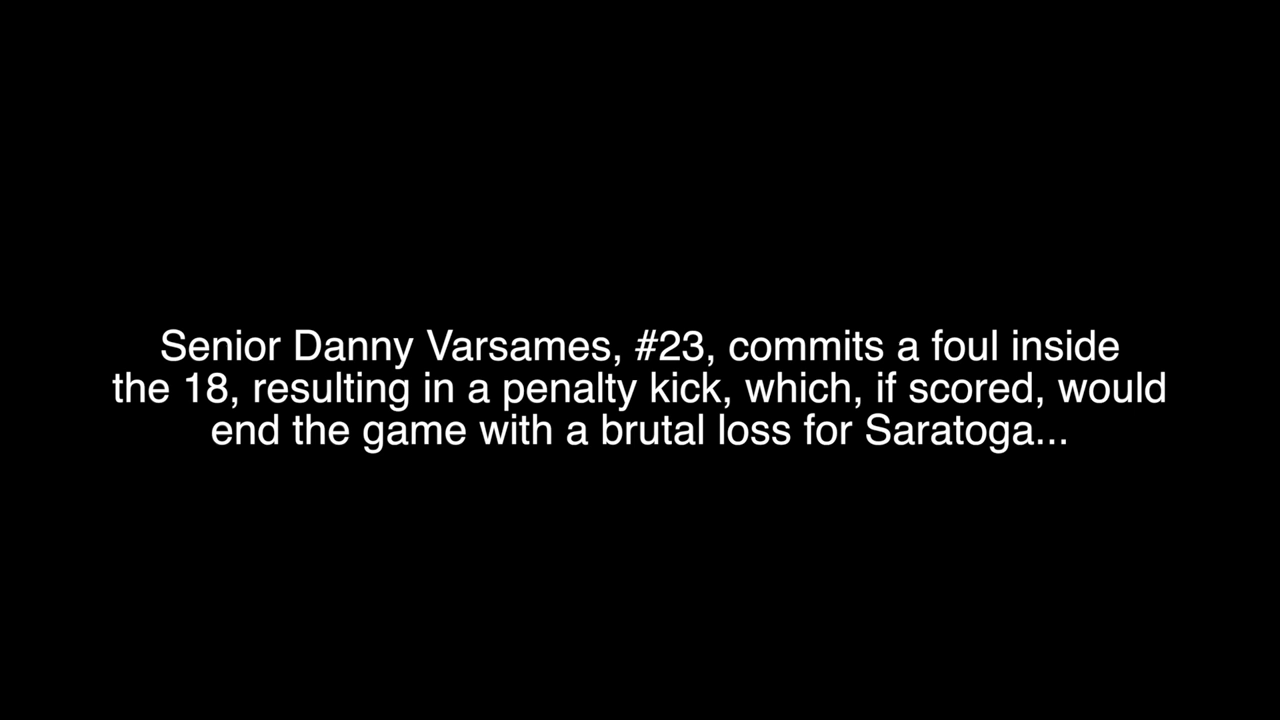 Senior Danny Varsames, #23, commits a foul inside
the 18, resulting in a penalty kick, which, if scored, would
end the game with a brutal loss for Saratoga...